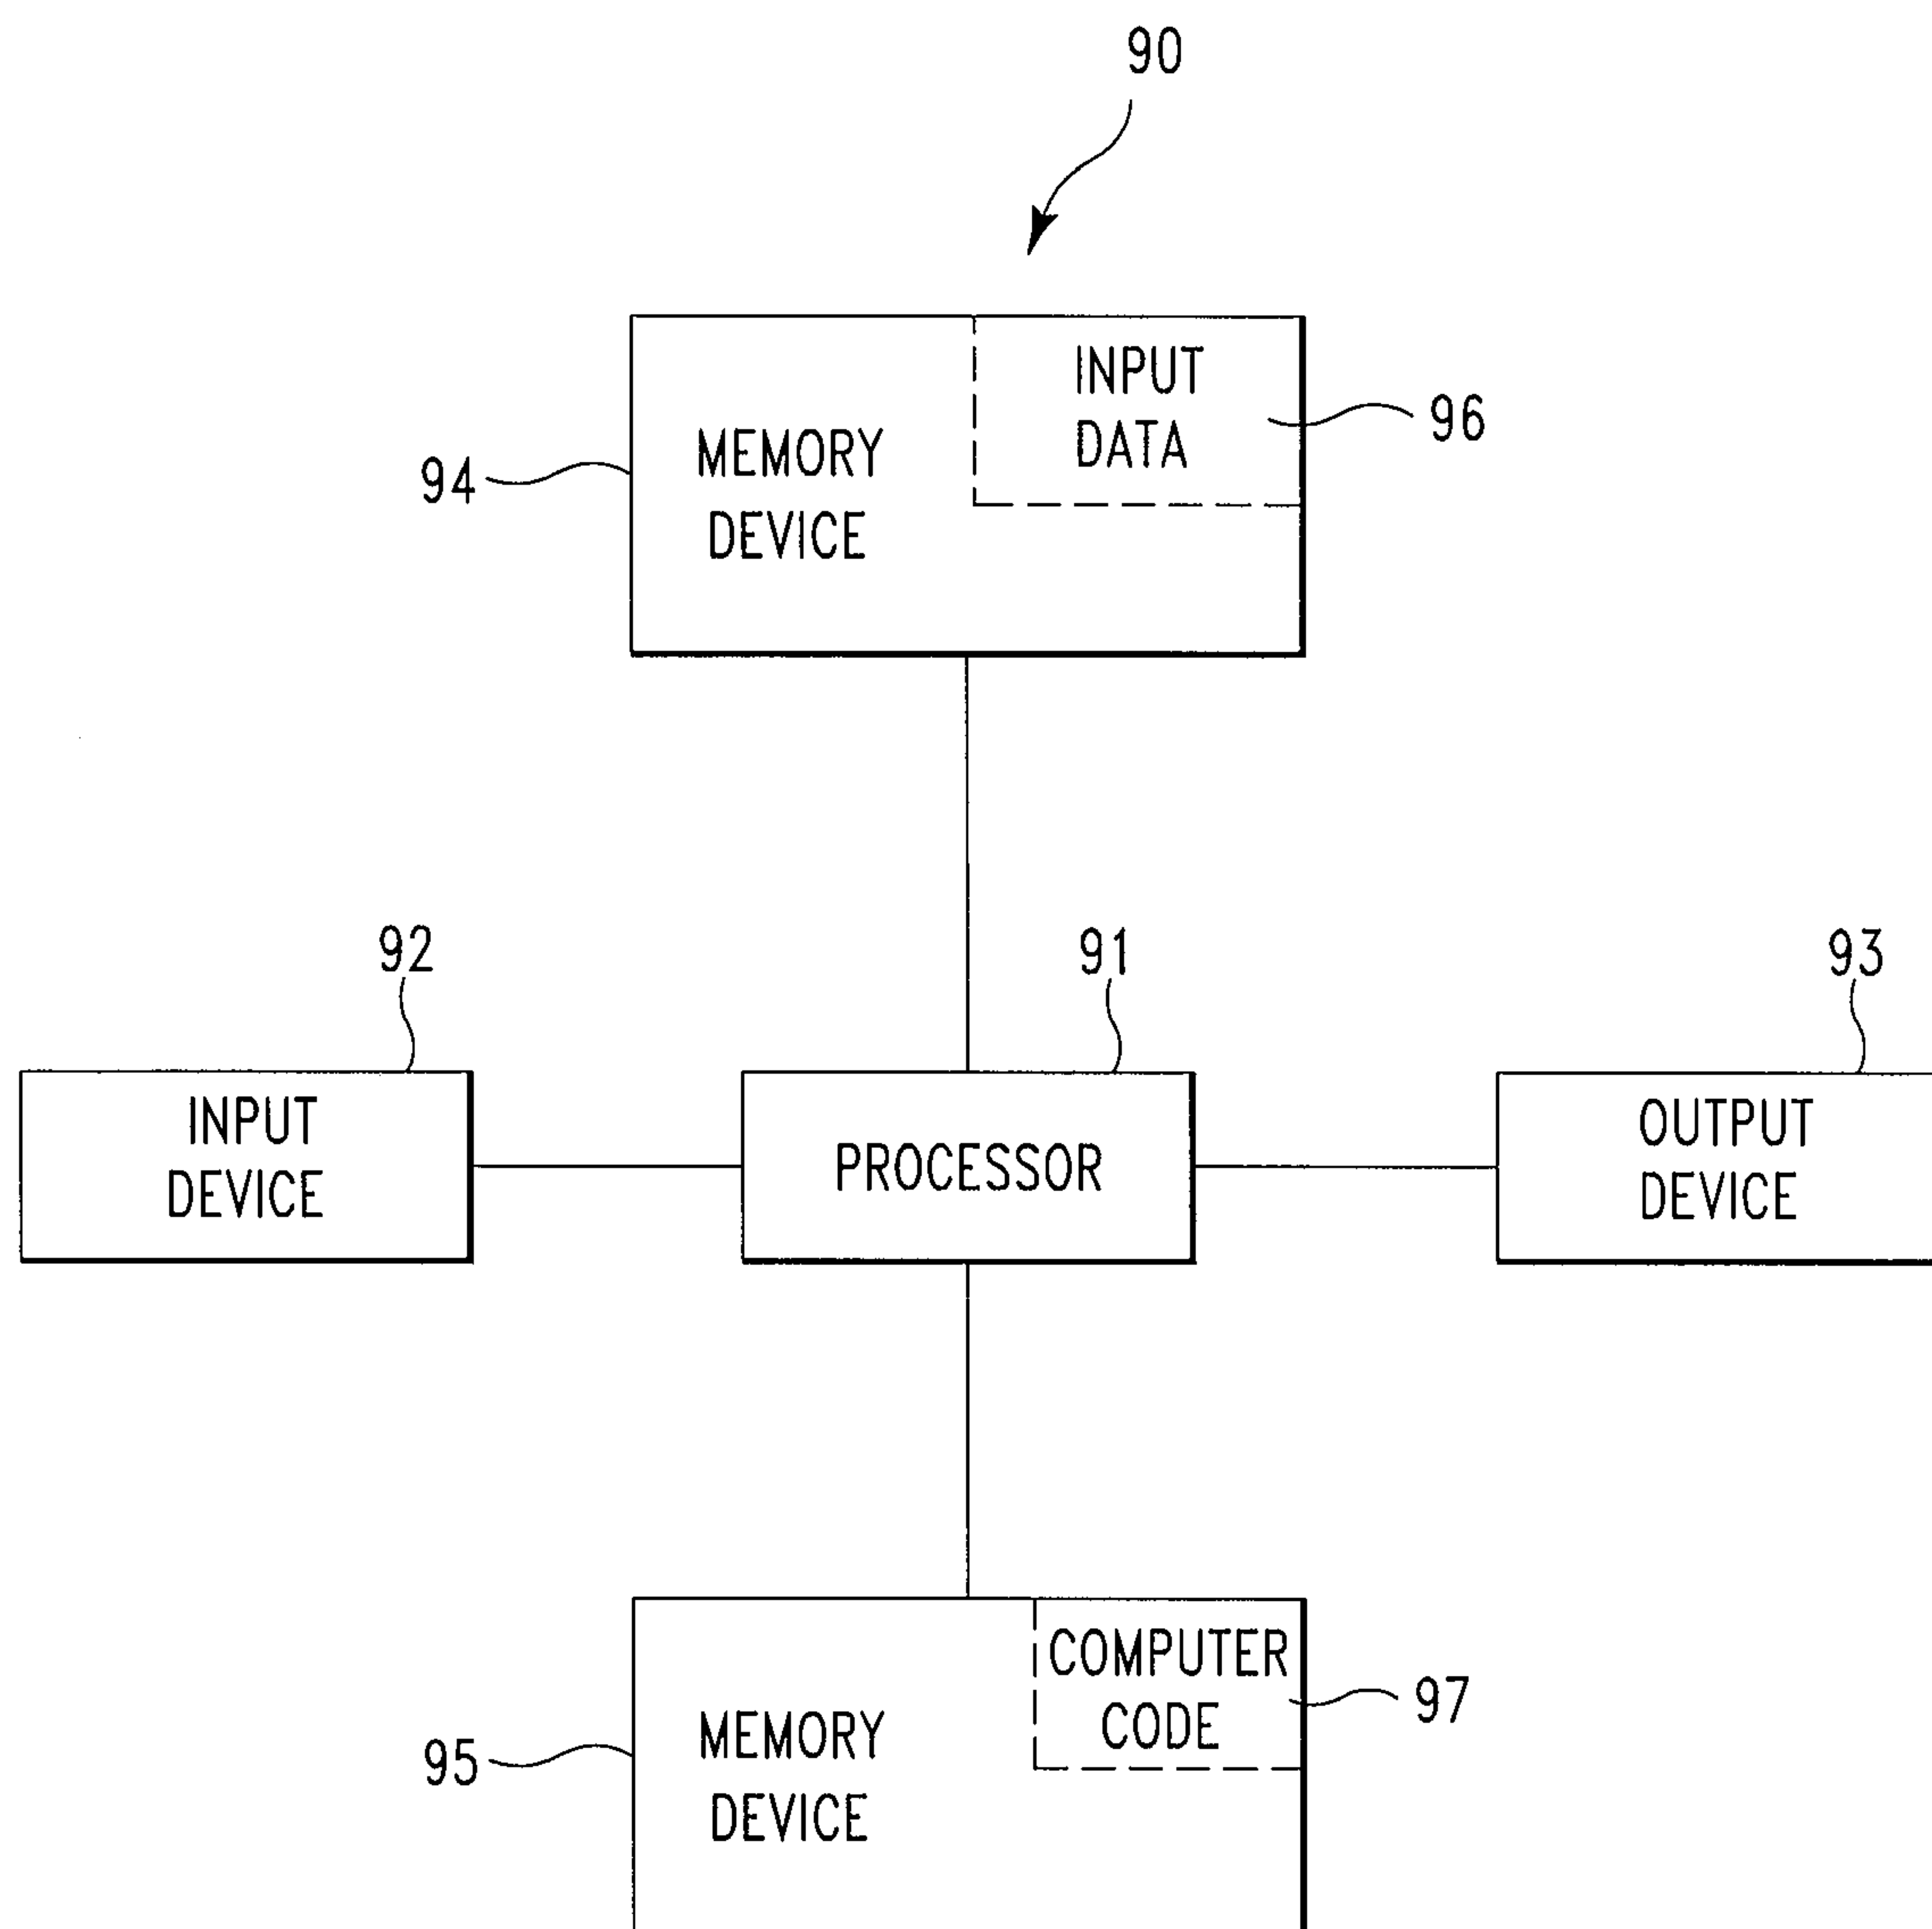 90
INPUT
DATA
96
MEMORY
DEVICE
94
92
91
93
INPUT
DEVICE
PROCESSOR
OUTPUT
DEVICE
COMPUTER
CODE
97
MEMORY
DEVICE
95